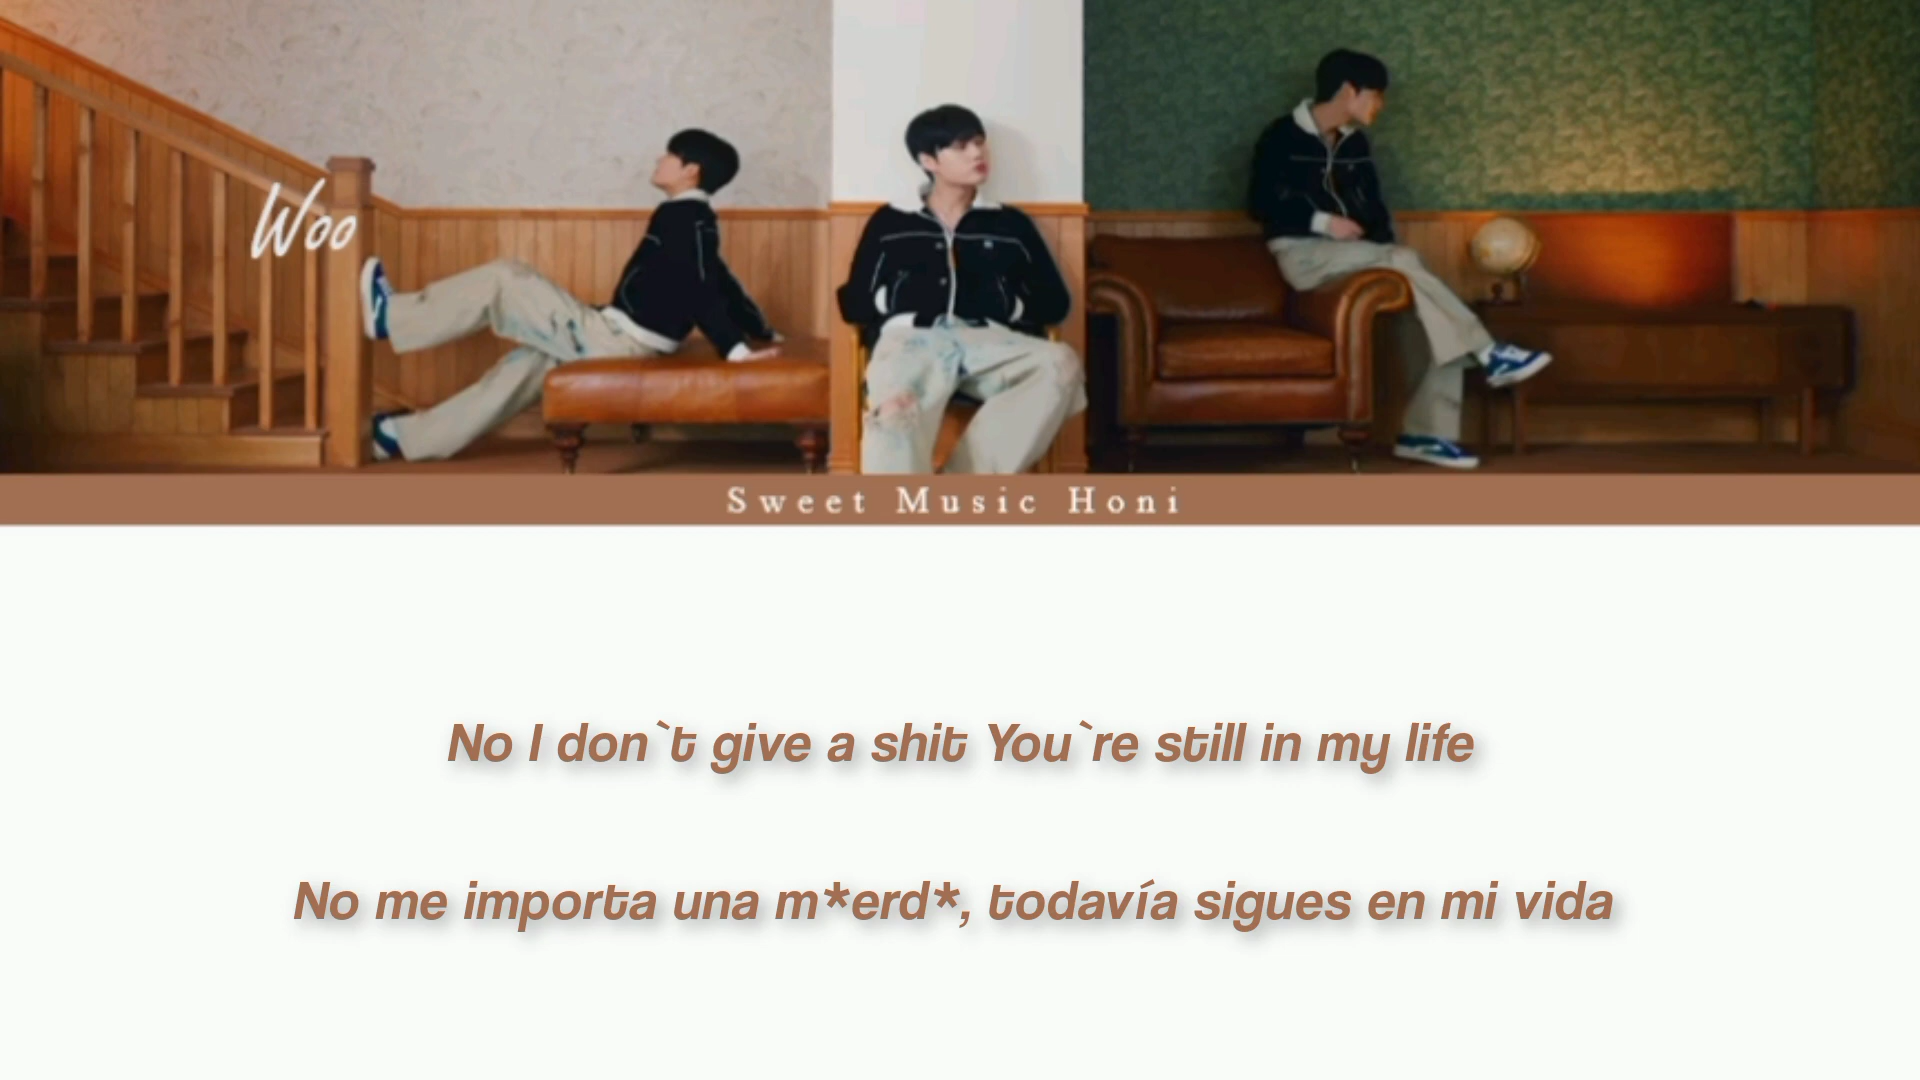 Woo
Sweet Music Honi
No I don`t give a shit You`re still in my life
No me importa una m*erd*, todavía sigues en mi vida